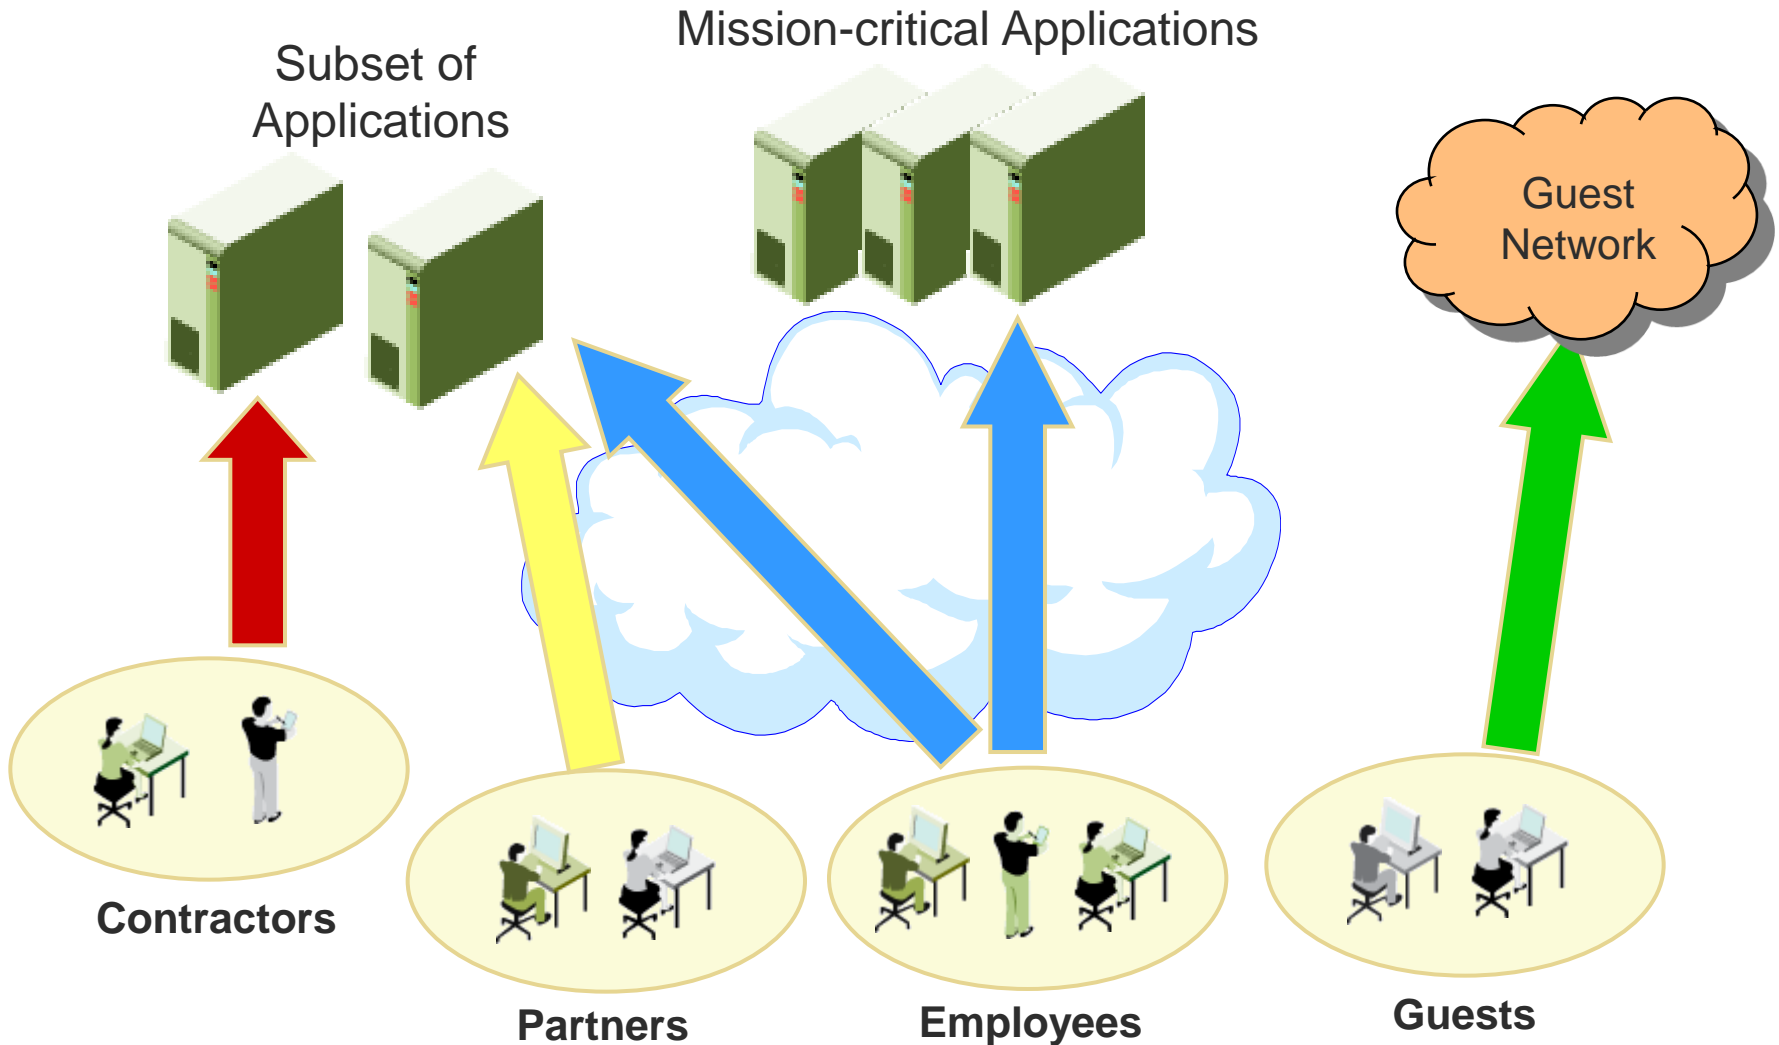 Mission-critical Applications
Subset of
Applications
Guest
Network
Contractors
Partners
Employees
Guests